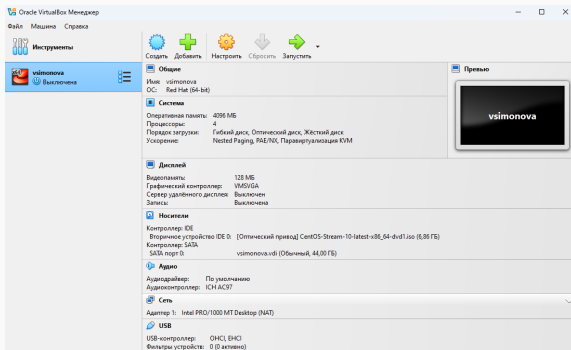 Oracle VirtualBox Менеджер
Файл Машина Справка
Инструменты
Создать Добавить Настроить Сбросить Запустить
vsimonova
Выключена
Общие
Имя: vsimonova
ОС: Red Hat (64-bit)
Превью
vsimonova
Система
Оперативная память: 4096 МБ
Процессоры: 4
Порядок загрузки: Гибкий диск, Оптический диск, Жёсткий диск
Ускорение: Nested Paging, PAE/NX, Паравиртуализация KVM
Дисплей
Видеопамять: 128 МБ
Графический контроллер: VMSVGA
Сервер удалённого дисплея: Выключен
Запись: Выключена
Носители
Контроллер: IDE
Вторичное устройство IDE 0: [Оптический привод] CentOS-Stream-10-latest-x86_64-dvd1.iso (6,86 ГБ)
Контроллер: SATA
SATA порт 0: vsimonova.vdi (Обычный, 44,00 ГБ)
Аудио
Аудиодрайвер: По умолчанию
Аудиоконтроллер: ICH AC97
Сеть
Адаптер 1: Intel PRO/1000 MT Desktop (NAT)
USB
USB-контроллер: OHCI, EHCI
Фильтры устройств: 0 (0 активно)